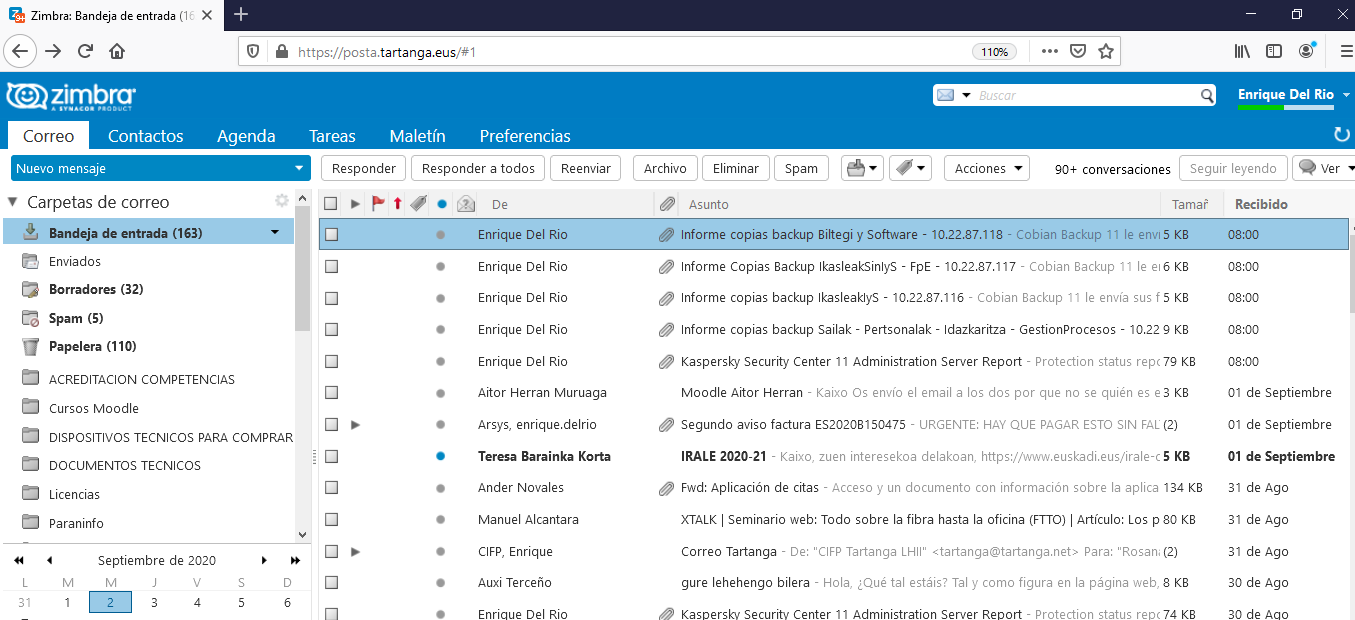 Zimbra: Bandeja de entrada (16
https://posta.tartanga.eus/#1
110%
zimbra
A SYNACOR PRODUCT
Buscar
Enrique Del Rio
Correo Contactos Agenda Tareas Maletín Preferencias
Nuevo mensaje
Responder Responder a todos Reenviar Archivo Eliminar Spam Acciones 90+ conversaciones Seguir leyendo Ver
Carpetas de correo
Bandeja de entrada (163)
Enviados
Borradores (32)
Spam (5)
Papelera (110)
ACREDITACION COMPETENCIAS
Cursos Moodle
DISPOSITIVOS TECNICOS PARA COMPRAR
DOCUMENTOS TECNICOS
Licencias
Paraninfo
Septiembre de 2020
L M M J V S D
31 1 2 3 4 5 6
De Asunto Tamañ Recibido
Enrique Del Rio Informe copias backup Biltegi y Software - 10.22.87.118 - Cobian Backup 11 le envi 5 KB 08:00
Enrique Del Rio Informe Copias Backup IkasleakSinIyS - FpE - 10.22.87.117 - Cobian Backup 11 le e 6 KB 08:00
Enrique Del Rio Informe copias backup IkasleakIyS - 10.22.87.116 - Cobian Backup 11 le envía sus f 5 KB 08:00
Enrique Del Rio Informe copias backup Sailak - Pertsonalak - Idazkaritza - GestionProcesos - 10.22 9 KB 08:00
Enrique Del Rio Kaspersky Security Center 11 Administration Server Report - Protection status repo 79 KB 08:00
Aitor Herran Muruaga Moodle Aitor Herran - Kaixo Os envío el email a los dos por que no se quién es e 3 KB 01 de Septiembre
Arsys, enrique.delrio Segundo aviso factura ES2020B150475 - URGENTE: HAY QUE PAGAR ESTO SIN FAL (2) 01 de Septiembre
Teresa Barainka Korta IRALE 2020-21 - Kaixo, zuen interesekoa delakoan, https://www.euskadi.eus/irale-c 5 KB 01 de Septiembre
Ander Novales Fwd: Aplicación de citas - Acceso y un documento con información sobre la aplica 134 KB 31 de Ago
Manuel Alcantara XTALK | Seminario web: Todo sobre la fibra hasta la oficina (FTTO) | Artículo: Los p 80 KB 31 de Ago
CIFP, Enrique Correo Tartanga - De: "CIFP Tartanga LHII" <tartanga@tartanga.net> Para: "Rosana (2) 31 de Ago
Auxi Terceño gure lehehengo bilera - Hola, ¿Qué tal estáis? Tal y como figura en la página web, 8 KB 30 de Ago
Enrique Del Rio Kaspersky Security Center 11 Administration Server Report - Protection status repo 74 KB 30 de Ago